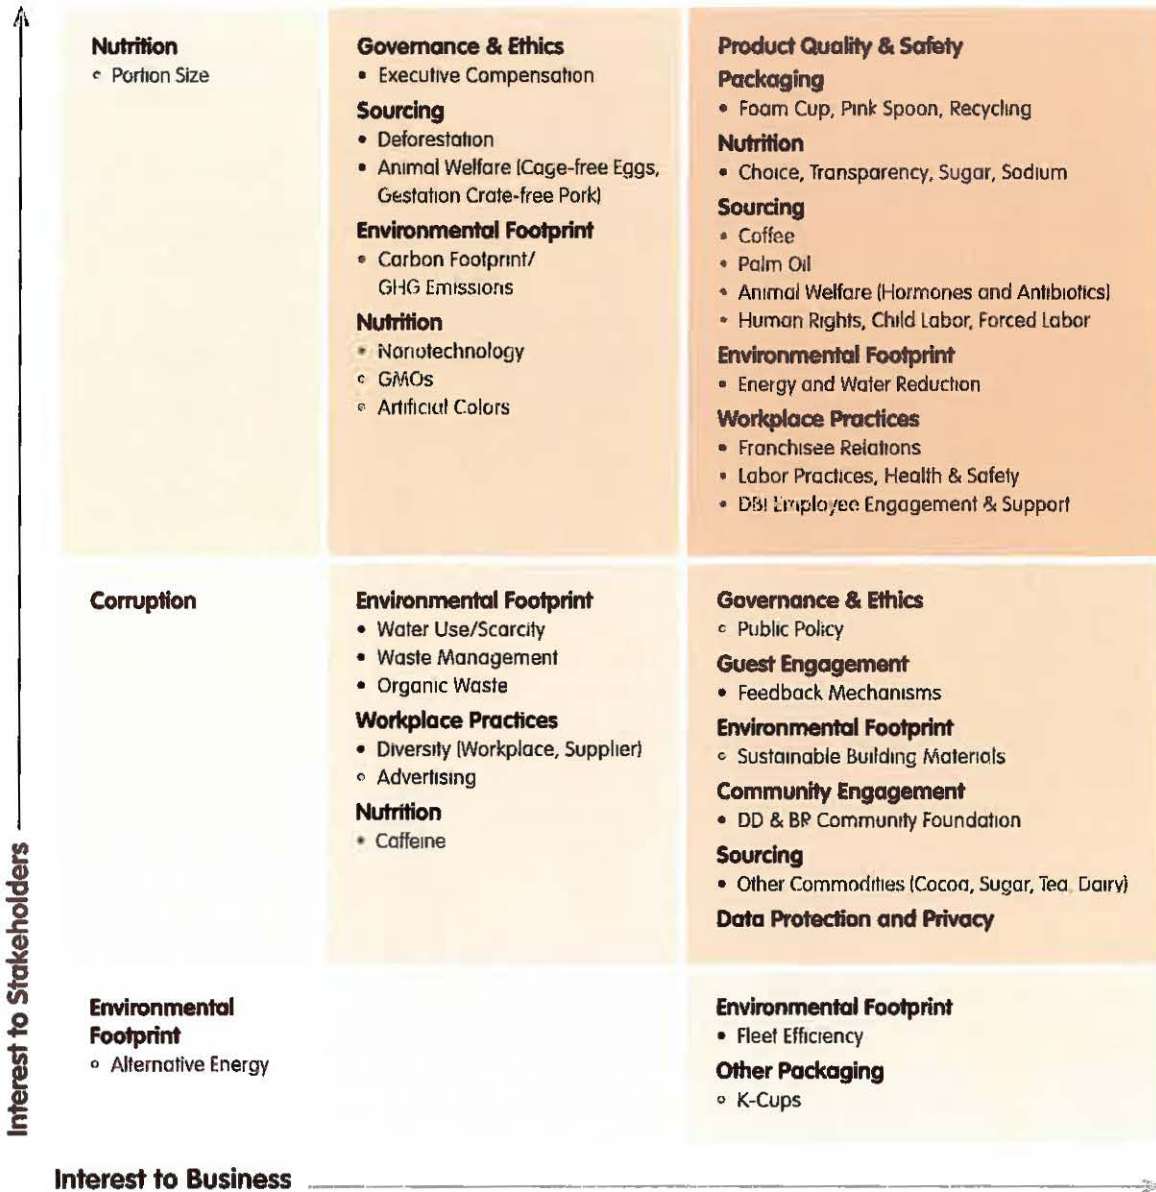 Nutrition
• Portion Size
Governance & Ethics
• Executive Compensation
Sourcing
• Deforestation
• Animal Welfare (Cage-free Eggs,
Gestation Crate-free Pork)
Environmental Footprint
• Carbon Footprint/
GHG Emissions
Nutrition
• Nanotechnology
• GMOs
• Artificial Colors
Product Quality & Safety
Packaging
• Foam Cup, Pink Spoon, Recycling
Nutrition
• Choice, Transparency, Sugar, Sodium
Sourcing
• Coffee
• Palm Oil
• Animal Welfare (Hormones and Antibiotics)
• Human Rights, Child Labor, Forced Labor
Environmental Footprint
• Energy and Water Reduction
Workplace Practices
• Franchisee Relations
• Labor Practices, Health & Safety
• DBI Employee Engagement & Support
Corruption
Environmental Footprint
• Water Use/Scarcity
• Waste Management
• Organic Waste
Workplace Practices
• Diversity (Workplace, Supplier)
• Advertising
Nutrition
• Caffeine
Governance & Ethics
• Public Policy
Guest Engagement
• Feedback Mechanisms
Environmental Footprint
• Sustainable Building Materials
Community Engagement
• DD & BR Community Foundation
Sourcing
• Other Commodities (Cocoa, Sugar, Tea, Dairy)
Data Protection and Privacy
Environmental
Footprint
• Alternative Energy
Environmental Footprint
• Fleet Efficiency
Other Packaging
• K-Cups
Interest to Stakeholders
Interest to Business